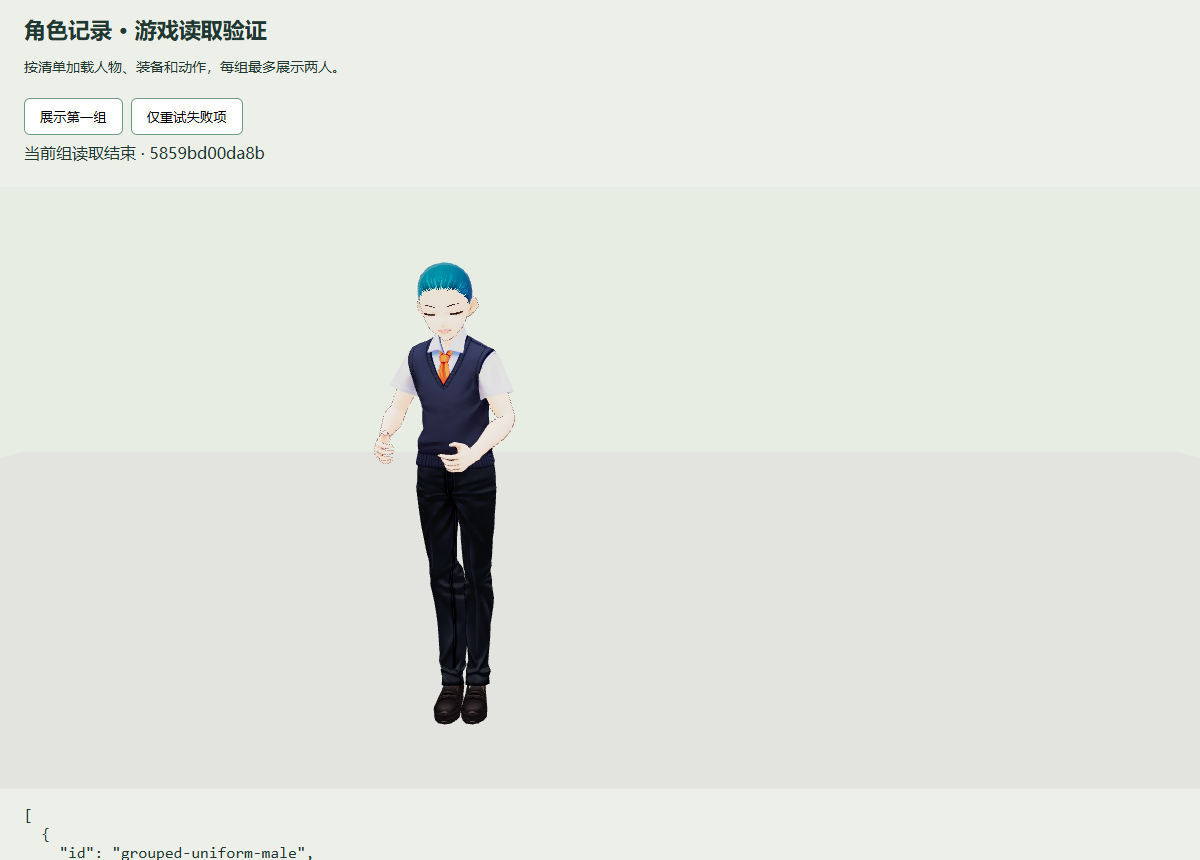 角色记录 • 游戏读取验证
按清单加载人物、装备和动作，每组最多展示两人。
展示第一组 仅重试失败项
当前组读取结束 · 5859bd00da8b
[
{
"id": "grouped-uniform-male",